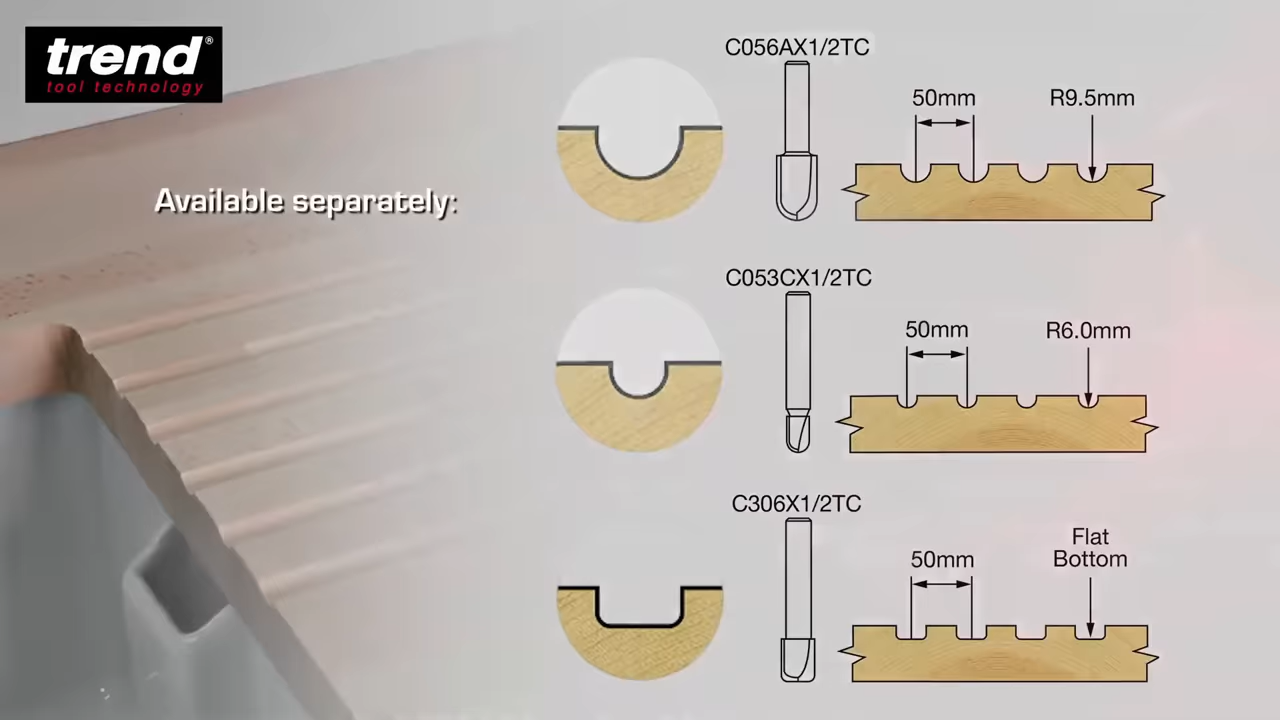 trend®
tool technology
Available separately:
C056AX1/2TC
50mm
R9.5mm
C053CX1/2TC
50mm
R6.0mm
C306X1/2TC
50mm
Flat
Bottom